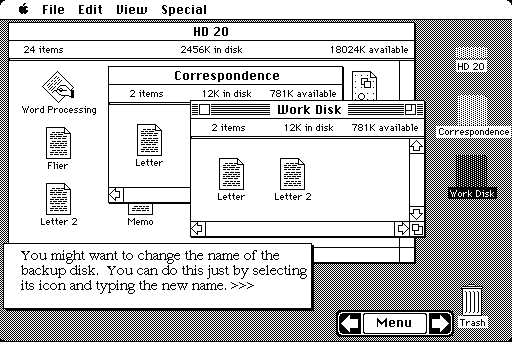 File Edit View Special
HD 20
24 items 2456K in disk 18024K available
HD 20
Correspondence
2 items 12K in disk 781K available
Word Processing
Work Disk
2 items 12K in disk 781K available
Correspondence
Flier
Letter
Letter Letter 2
Work Disk
Letter 2 Memo
You might want to change the name of the
backup disk. You can do this just by selecting
its icon and typing the new name. >>>
Menu
Trash